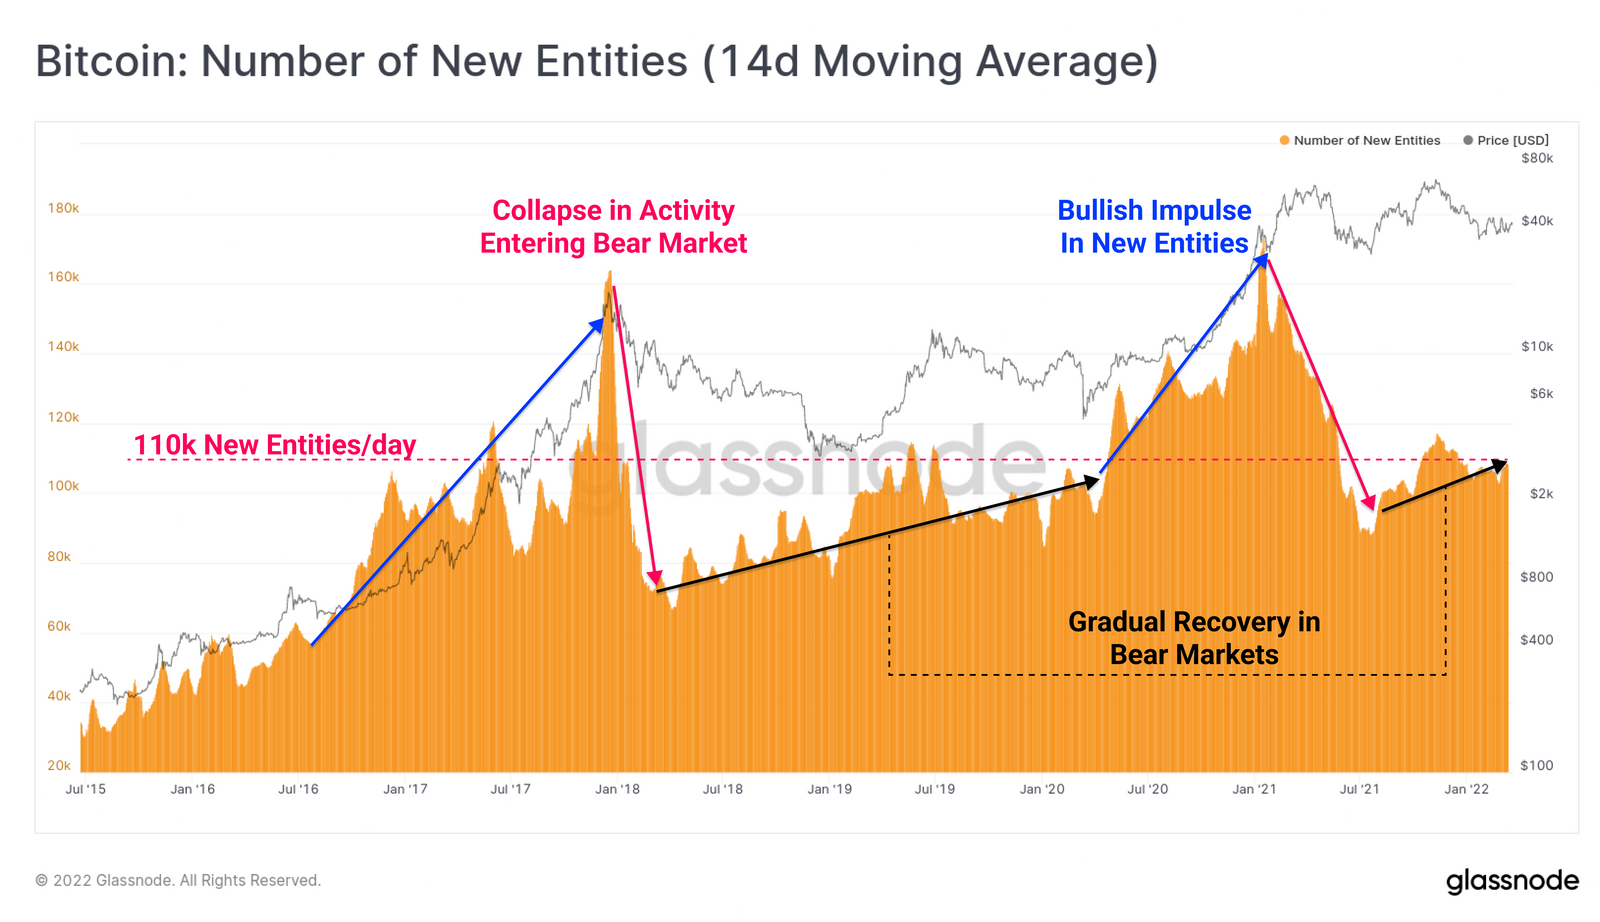 Bitcoin: Number of New Entities (14d Moving Average)
Number of New Entities
Price [USD]
$80k
180k
Collapse in Activity
Entering Bear Market
Bullish Impulse
In New Entities
$40k
160k
140k
$10k
$6k
120k
110k New Entities/day
glassnode
100k
$2k
80k
$800
60k
Gradual Recovery in
Bear Markets
$400
40k
20k
$100
Jul '15
Jan '16
Jul '16
Jan '17
Jul '17
Jan '18
Jul '18
Jan '19
Jul '19
Jan '20
Jul '20
Jan '21
Jul '21
Jan '22
© 2022 Glassnode. All Rights Reserved.
glassnode